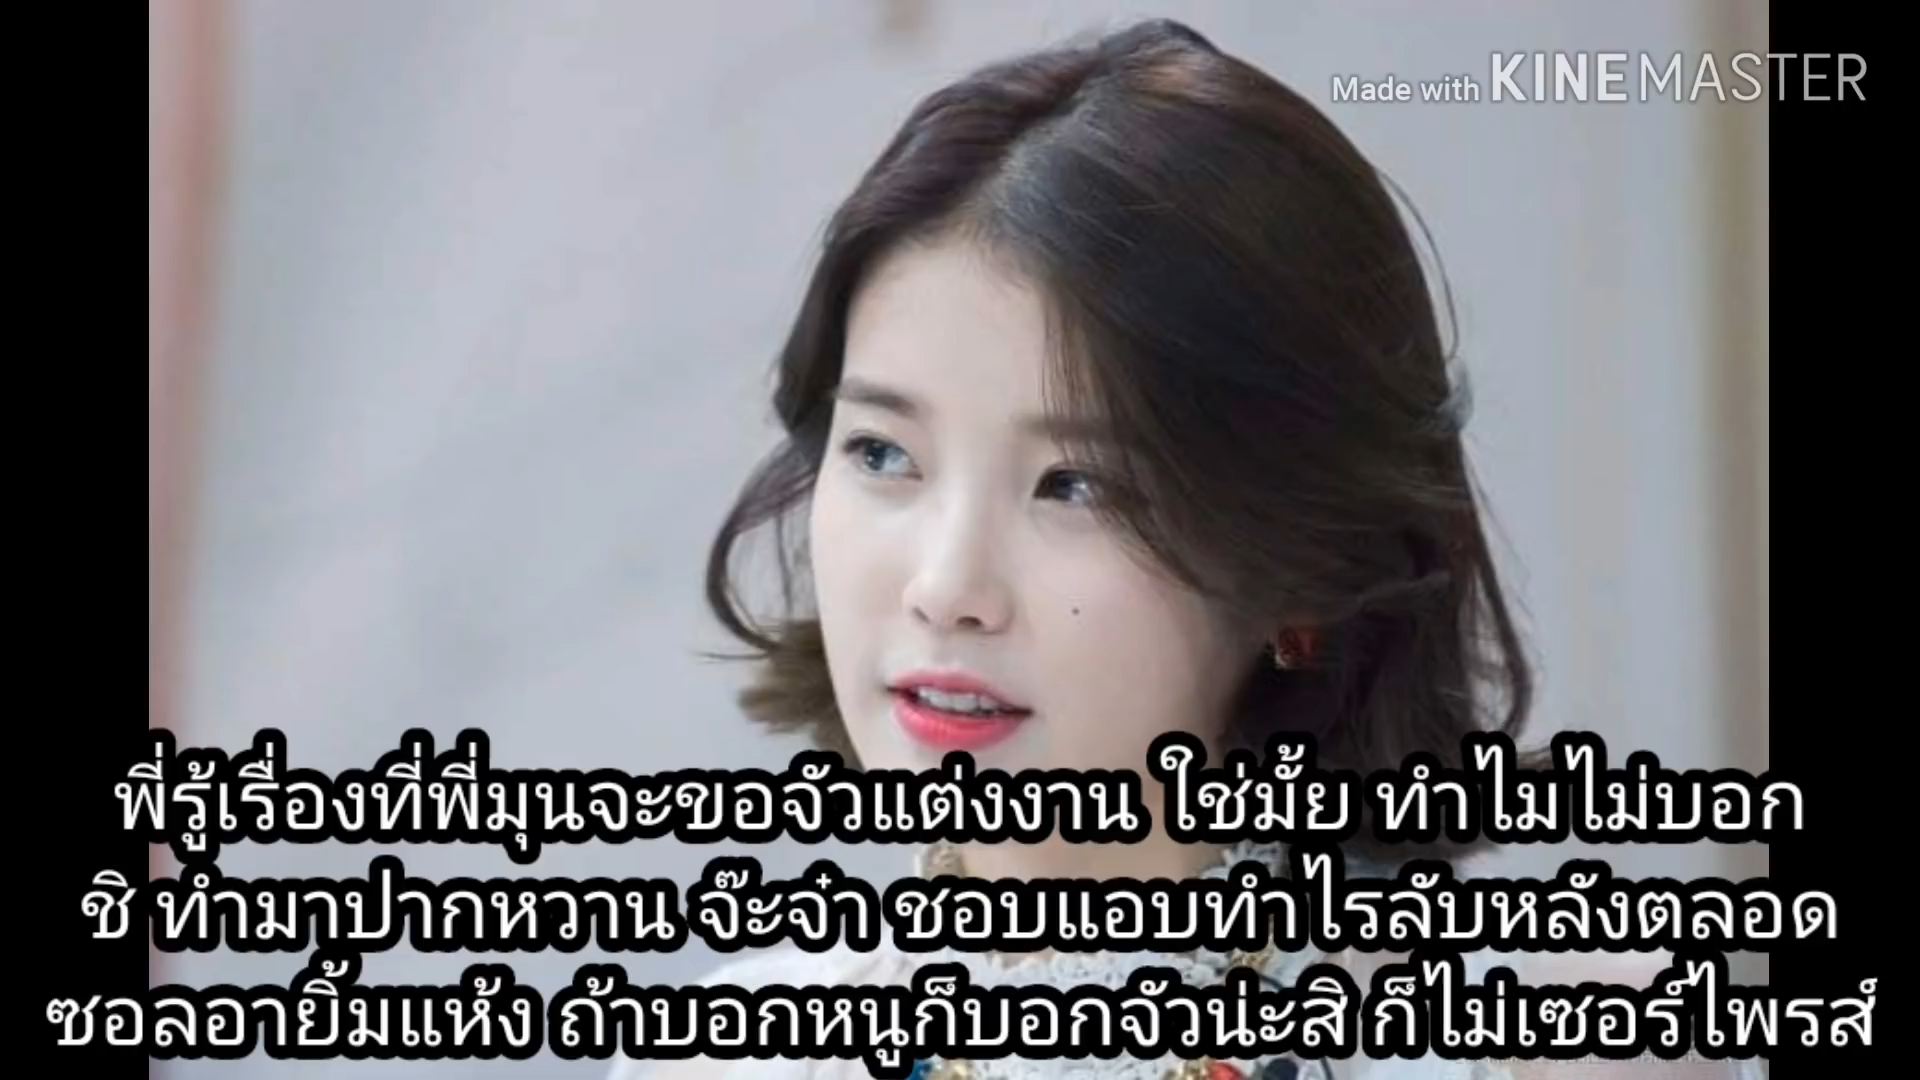 Made with KINEMASTER
พี่รู้เรื่องที่พี่มุนจะขอจัวแต่งงาน ใช่มั้ย ทำไมไม่บอก
ชิ ทำมาปากหวาน จ๊ะจ๋า ชอบแอบทำไรลับหลังตลอด
ซอลอายิ้มแห้ง ถ้าบอกหนูก็บอกจัวน่ะสิ ก็ไม่เซอร์ไพรส์